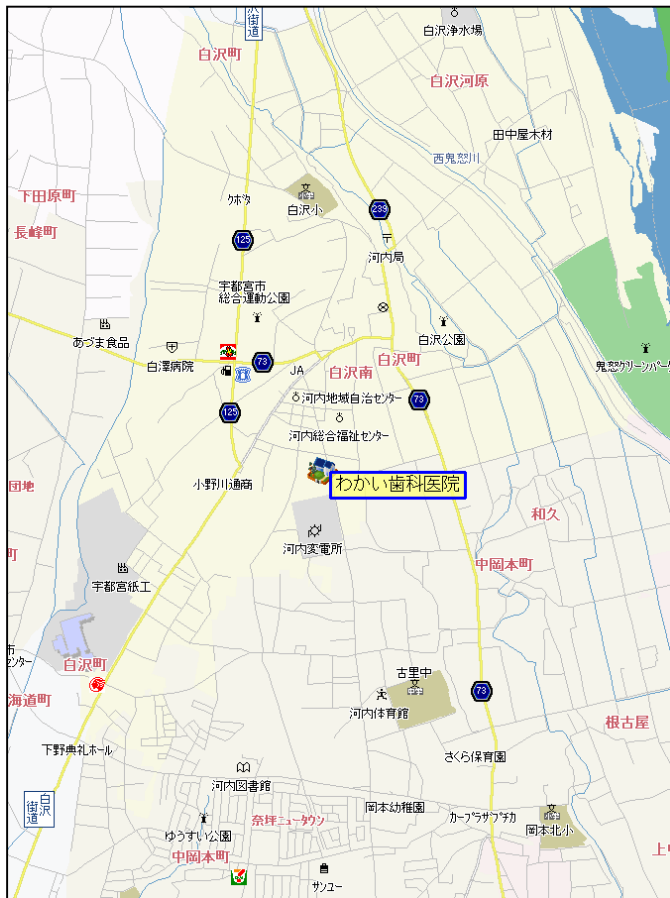 白沢
街道
白沢浄水場
白沢町
白沢河原
田中屋木材
西鬼怒川
下田原町
クボタ
白沢小
239
長峰町
125
河内局
宇都宮市
総合運動公園
あづま食品
白沢公園
白澤病院
73
JA
白沢南
白沢町
鬼怒グリーンパーク
河内地域自治センター
73
125
河内総合福祉センター
小野川通商
わかい歯科医院
団地
和久
河内変電所
町
中岡本町
宇都宮紙工
市
センター
白沢町
古里中
73
海道町
河内体育館
根古屋
下野典礼ホール
さくら保育園
河内図書館
白沢
街道
岡本幼稚園
奈坪ニュータウン
カープラザフチカ
ゆうすい公園
岡本北小
中岡本町
上
サンユー